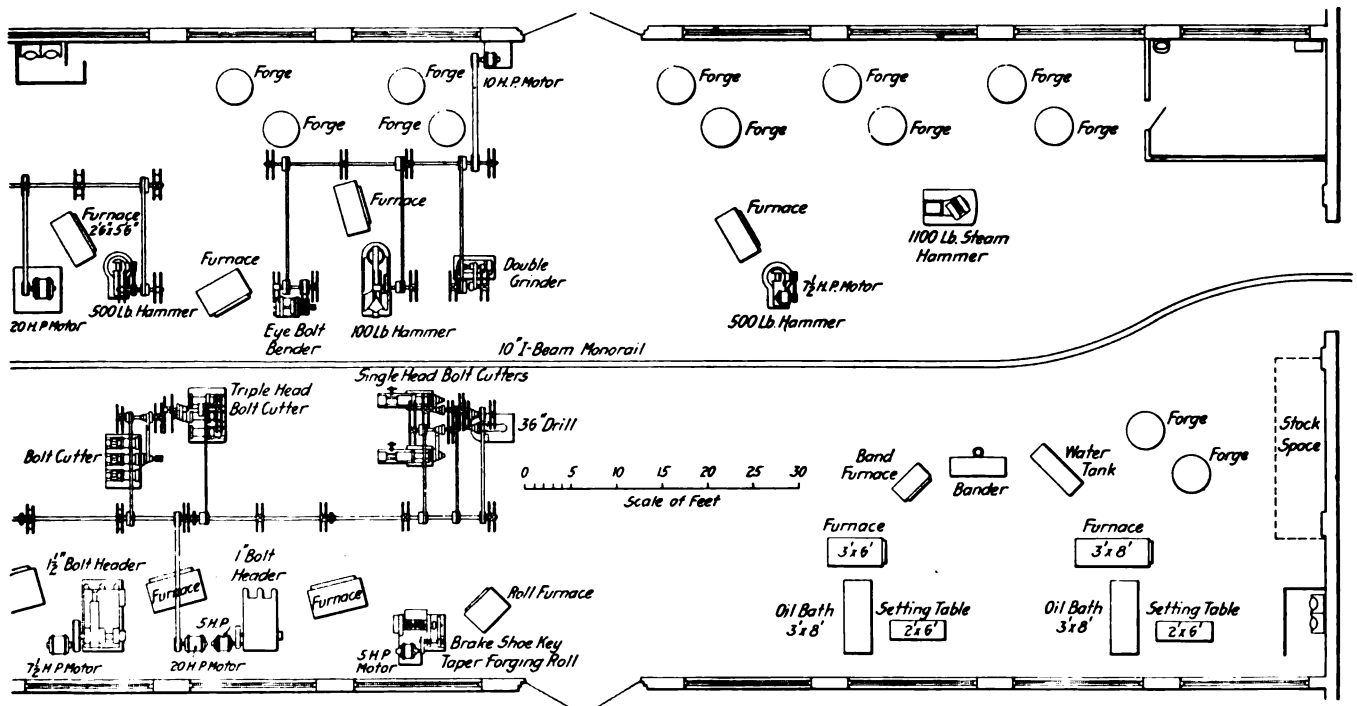 Forge
Forge
10 H.P. Motor
Forge
Forge
Forge
Forge
Forge
Forge
Forge
Forge
Furnace
2'6"x5'6"
20 H.P Motor
500 Lb. Hammer
Furnace
Furnace
Eye Bolt
Bender
100 Lb Hammer
Double
Grinder
Furnace
7½ H.P. Motor
500 Lb. Hammer
1100 Lb. Steam
Hammer
10" I-Beam Monorail
Triple Head
Bolt Cutter
Bolt Cutter
Single Head Bolt Cutters
36" Drill
0 5 10 15 20 25 30
Scale of Feet
Band
Furnace
Bander
Water
Tank
Forge
Forge
Stock
Space
1½" Bolt Header
7½ H P Motor
Furnace
1" Bolt
Header
5 H.P.
20 H P Motor
Furnace
5 H P
Motor
Roll Furnace
Brake Shoe Key
Taper Forging Roll
Furnace
3'x 6'
Oil Bath
3'x8'
Setting Table
2'x 6'
Furnace
3'x 8'
Oil Bath
3'x8'
Setting Table
2'x6'